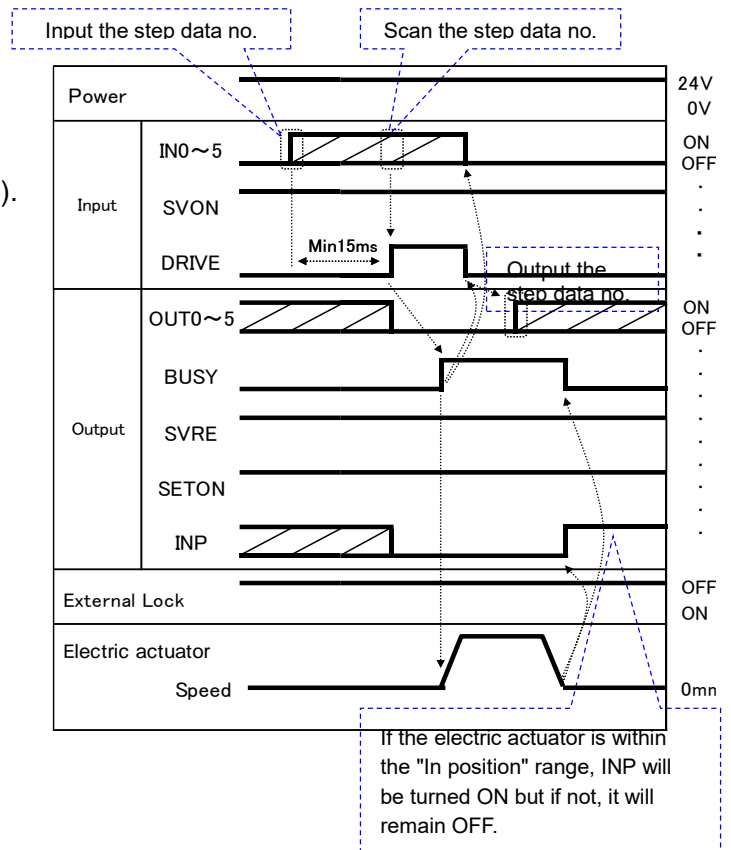 Input the step data no.
Scan the step data no.
Power
24V
0V
).
Input
IN0～5
ON
OFF
SVON
DRIVE
Min15ms
Output the
step data no.
Output
OUT0～5
ON
OFF
BUSY
SVRE
SETON
INP
External Lock
OFF
ON
Electric actuator
Speed
0mm
If the electric actuator is within
the "In position" range, INP will
be turned ON but if not, it will
remain OFF.